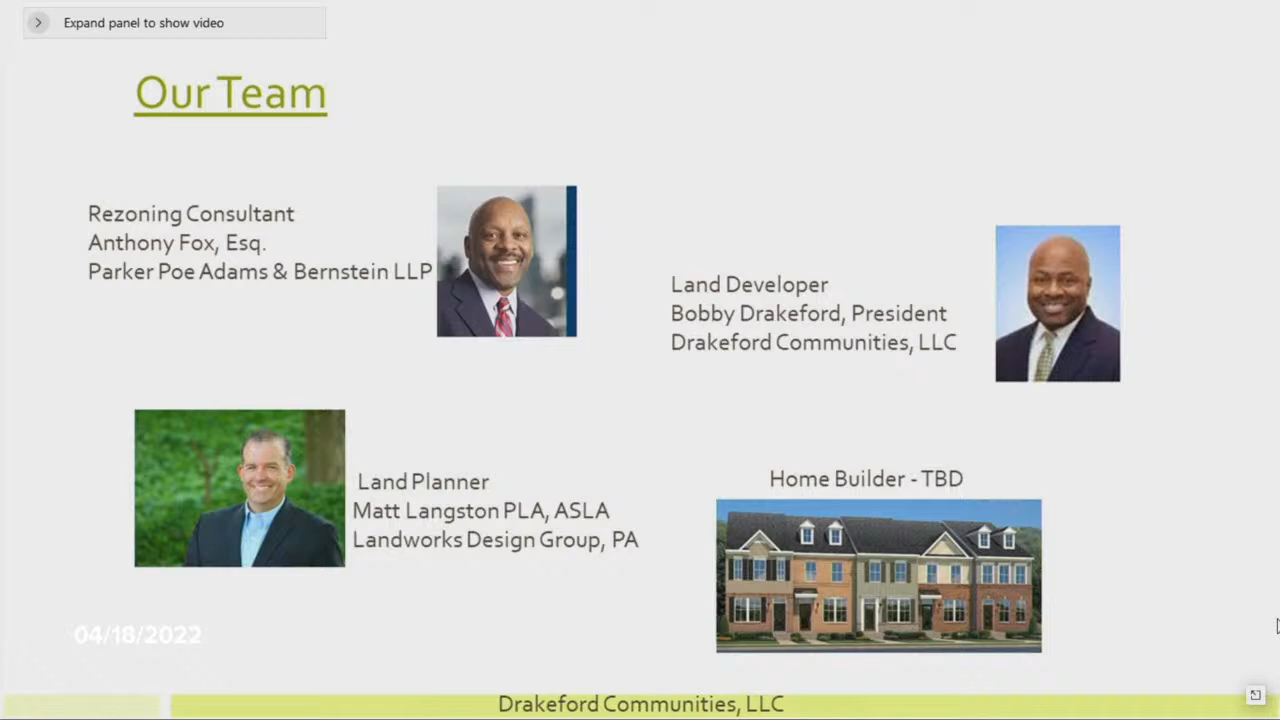 Expand panel to show video
Our Team
Rezoning Consultant
Anthony Fox, Esq.
Parker Poe Adams & Bernstein LLP
Land Developer
Bobby Drakeford, President
Drakeford Communities, LLC
Land Planner
Matt Langston PLA, ASLA
Landworks Design Group, PA
Home Builder - TBD
04/18/2022
Drakeford Communities, LLC